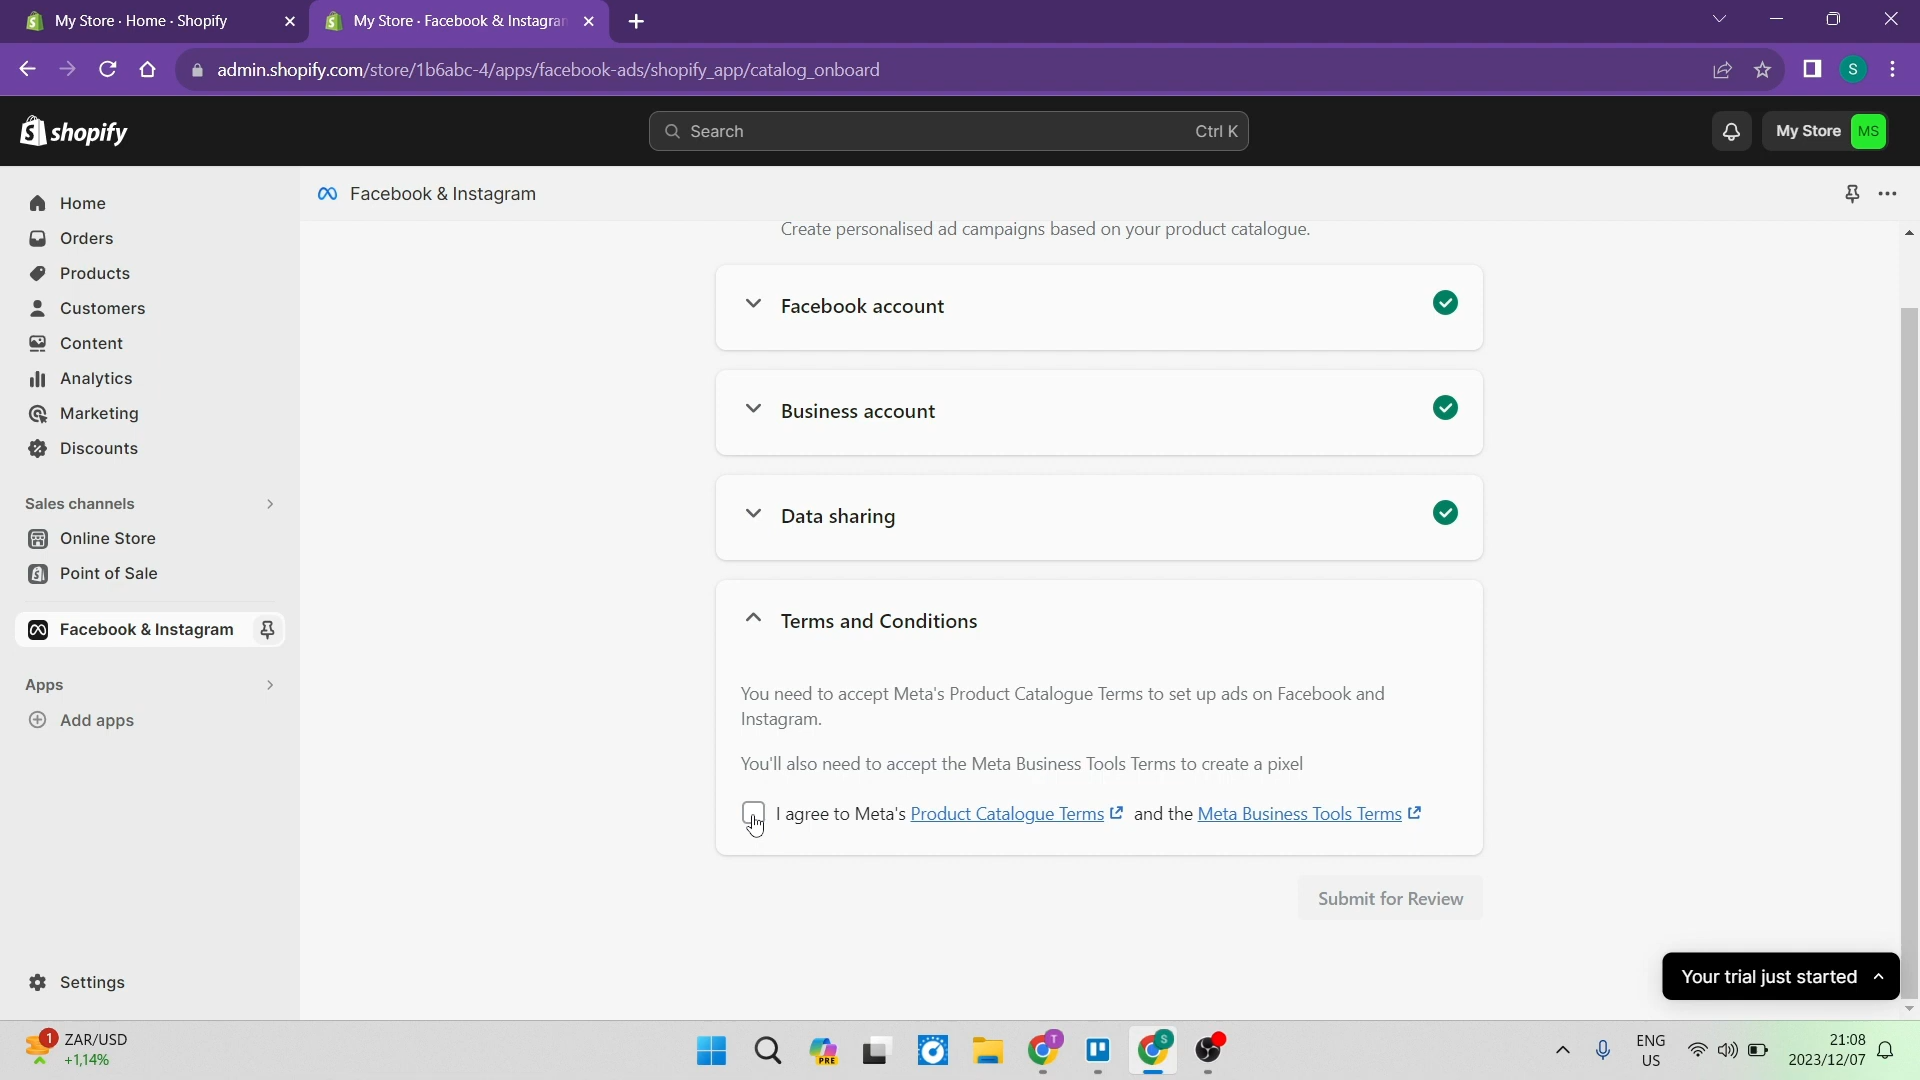 My Store · Home · Shopify
My Store · Facebook & Instagram
admin.shopify.com/store/1b6abc-4/apps/facebook-ads/shopify_app/catalog_onboard
S
shopify
Search
Ctrl K
My Store
MS
Home
Orders
Products
Customers
Content
Analytics
Marketing
Discounts
Sales channels
Online Store
Point of Sale
Facebook & Instagram
Apps
Add apps
Settings
Facebook & Instagram
Create personalised ad campaigns based on your product catalogue.
Facebook account
Business account
Data sharing
Terms and Conditions
You need to accept Meta's Product Catalogue Terms to set up ads on Facebook and
Instagram.
You'll also need to accept the Meta Business Tools Terms to create a pixel
I agree to Meta's Product Catalogue Terms and the Meta Business Tools Terms
Submit for Review
Your trial just started
1
ZAR/USD
+1,14%
PRE
T
S
ENG
US
21:08
2023/12/07